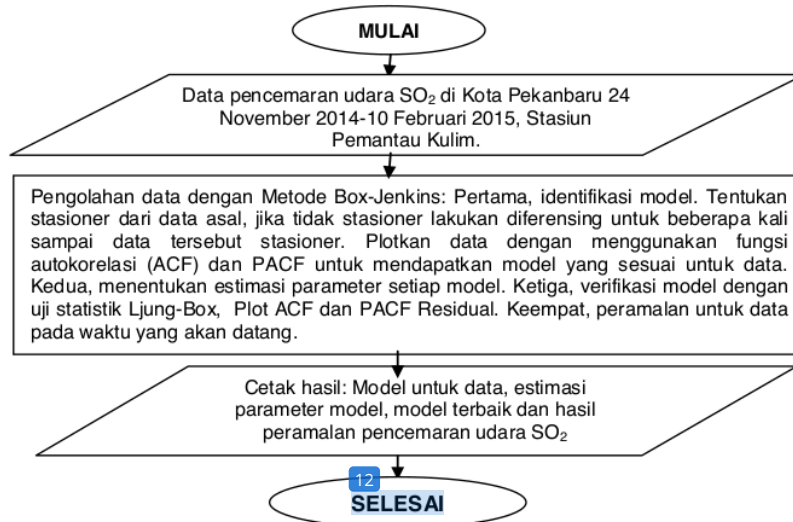 MULAI
Data pencemaran udara SO₂ di Kota Pekanbaru 24
November 2014-10 Februari 2015, Stasiun
Pemantau Kulim.
Pengolahan data dengan Metode Box-Jenkins: Pertama, identifikasi model. Tentukan
stasioner dari data asal, jika tidak stasioner lakukan diferensing untuk beberapa kali
sampai data tersebut stasioner. Plotkan data dengan menggunakan fungsi
autokorelasi (ACF) dan PACF untuk mendapatkan model yang sesuai untuk data.
Kedua, menentukan estimasi parameter setiap model. Ketiga, verifikasi model dengan
uji statistik Ljung-Box, Plot ACF dan PACF Residual. Keempat, peramalan untuk data
pada waktu yang akan datang.
Cetak hasil: Model untuk data, estimasi
parameter model, model terbaik dan hasil
peramalan pencemaran udara SO₂
12
SELESAI